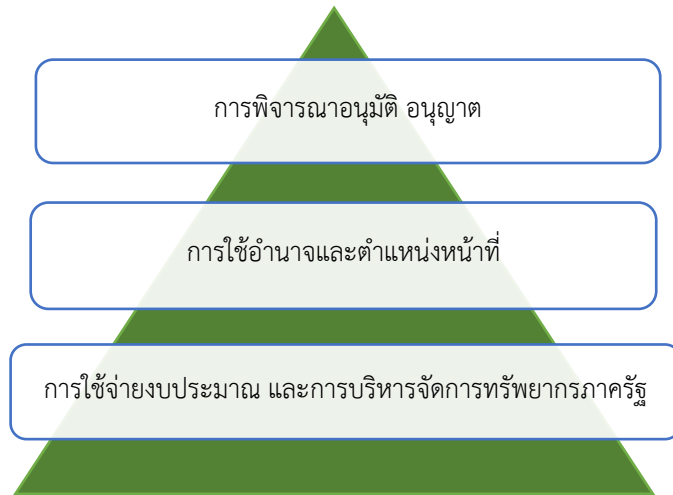 การพิจารณาอนุมัติ อนุญาต
การใช้อำนาจและตำแหน่งหน้าที่
การใช้จ่ายงบประมาณ และการบริหารจัดการทรัพยากรภาครัฐ